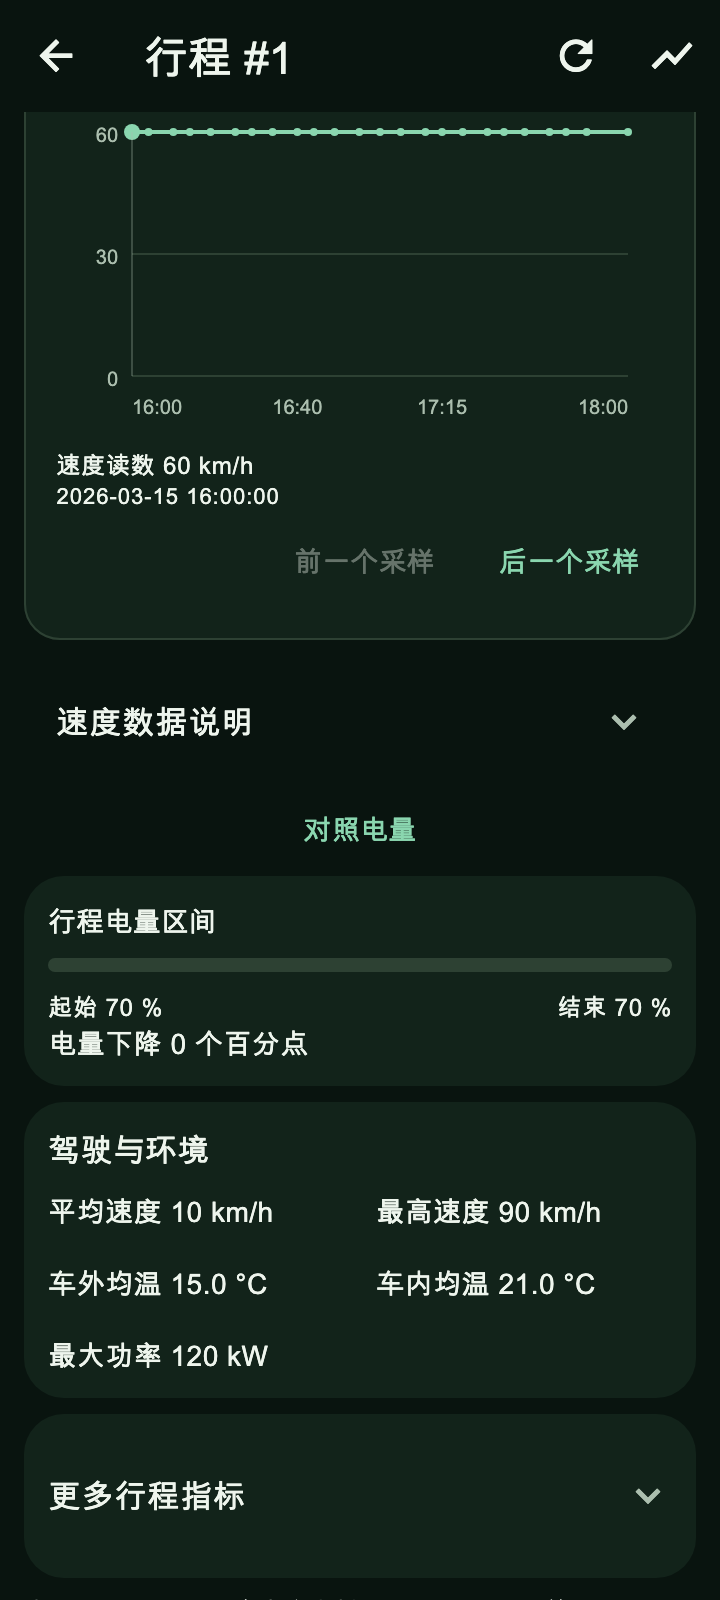 行程 #1
60
30
0
16:00 16:40 17:15 18:00
速度读数 60 km/h
2026-03-15 16:00:00
前一个采样 后一个采样
速度数据说明
对照电量
行程电量区间
起始 70 % 结束 70 %
电量下降 0 个百分点
驾驶与环境
平均速度 10 km/h 最高速度 90 km/h
车外均温 15.0 °C 车内均温 21.0 °C
最大功率 120 kW
更多行程指标